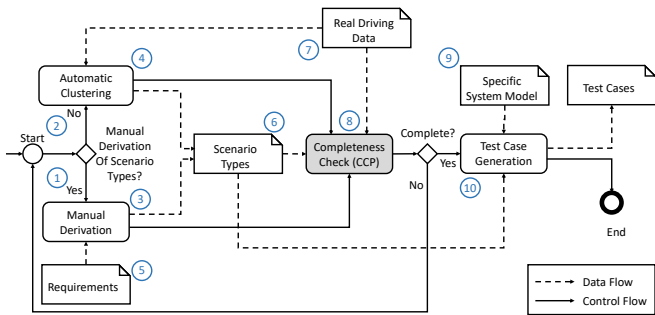 Real Driving
Data
7
4
9
Automatic
Clustering
Specific
System Model
Test Cases
No
2
6
8
Start
Manual
Derivation
Of Scenario
Types?
Scenario
Types
Completeness
Check (CCP)
Complete?
Yes
Test Case
Generation
1
Yes
No
10
3
Manual
Derivation
End
5
Requirements
Data Flow
Control Flow